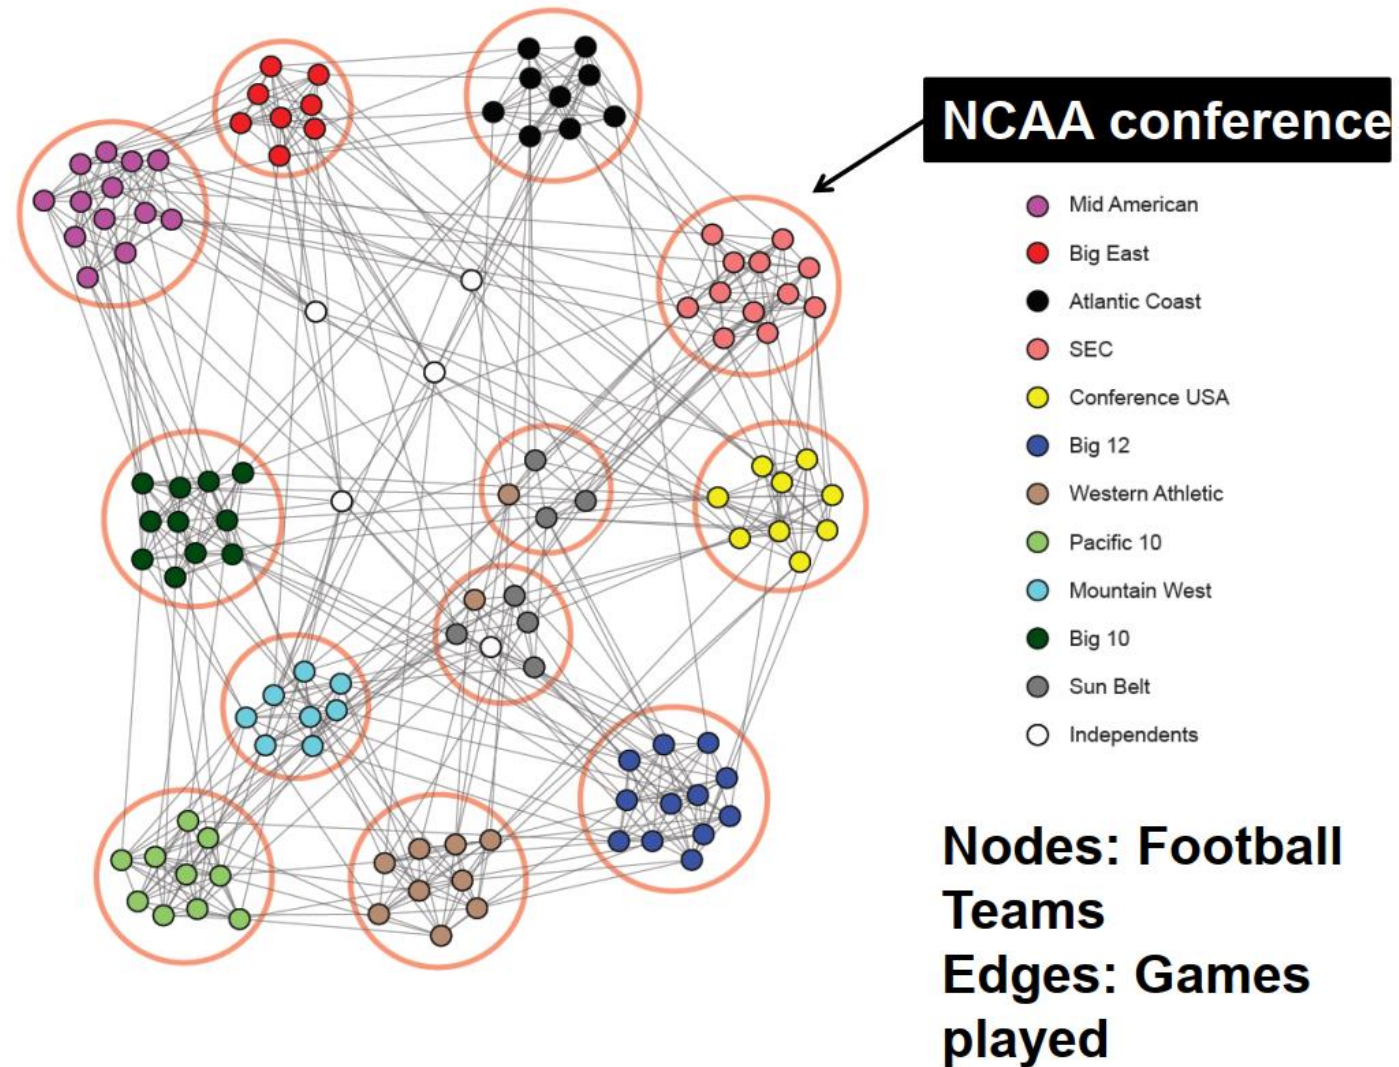 NCAA conference
Mid American
Big East
Atlantic Coast
SEC
Conference USA
Big 12
Western Athletic
Pacific 10
Mountain West
Big 10
Sun Belt
Independents
Nodes: Football
Teams
Edges: Games
played